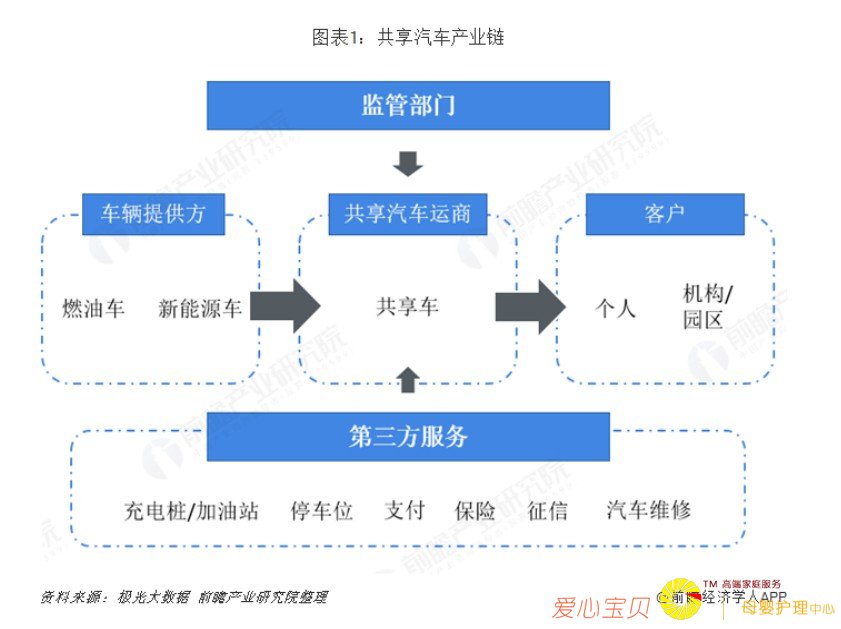 图表1：共享汽车产业链
监管部门
车辆提供方
共享汽车运商
客户
燃油车
新能源车
共享车
个人
机构/
园区
第三方服务
充电桩/加油站
停车位
支付
保险
征信
汽车维修
资料来源：极光大数据 前瞻产业研究院整理
前瞻产业研究院
爱心宝贝
TM 高端家庭服务
母婴护理中心
经济学人APP